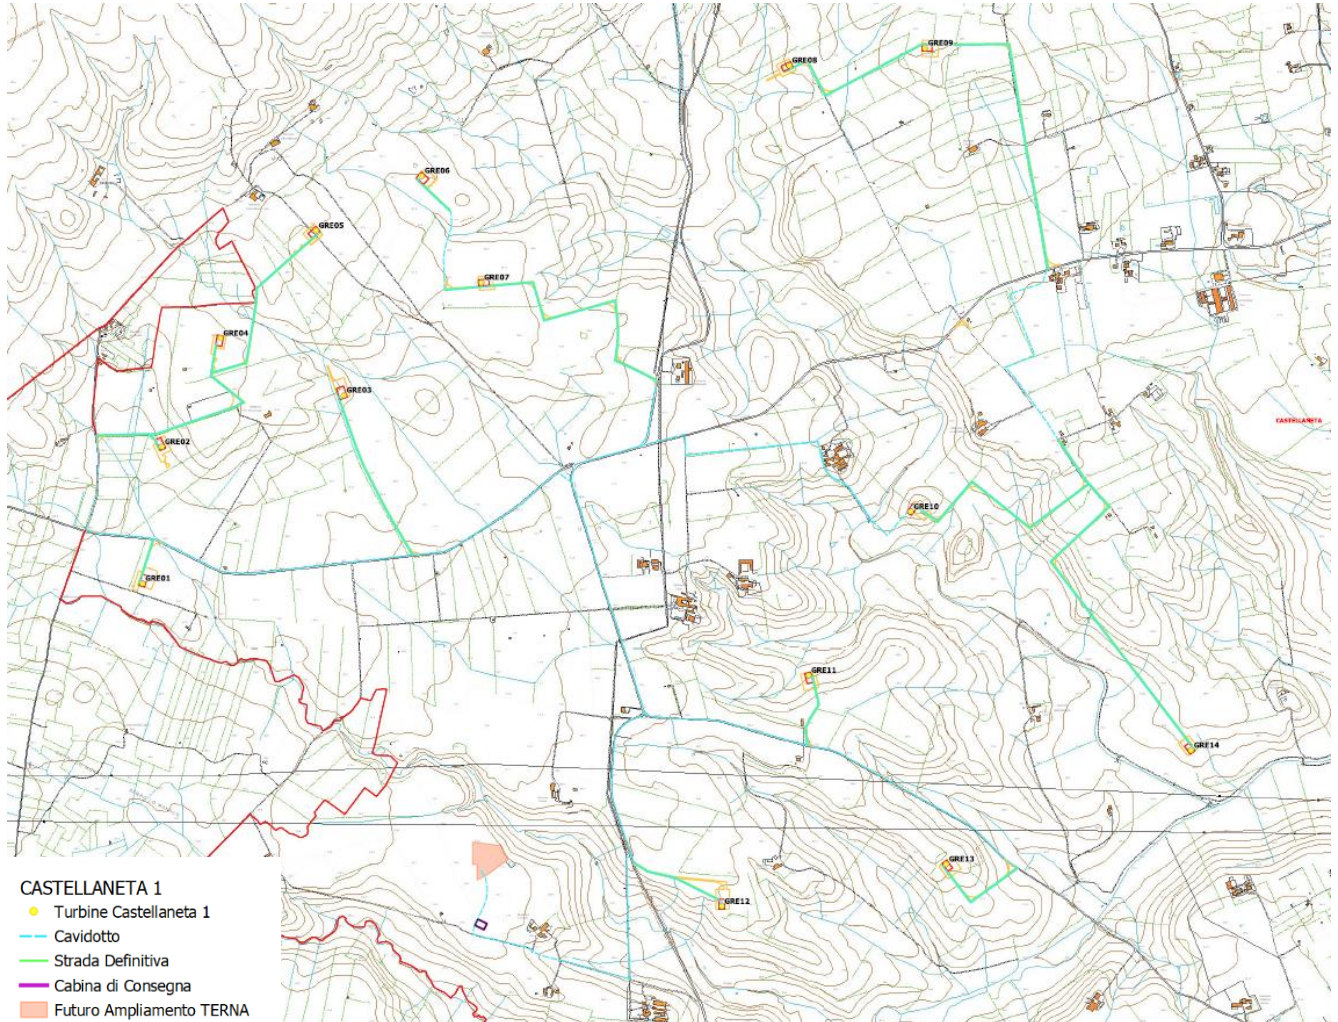 GRE09
GRE08
GRE06
GRE05
GRE07
GRE04
GRE03
CASTELLANETA
GRE02
GRE10
GRE01
GRE11
GRE14
GRE13
GRE12
CASTELLANETA 1
Turbine Castellaneta 1
Cavidotto
Strada Definitiva
Cabina di Consegna
Futuro Ampliamento TERNA